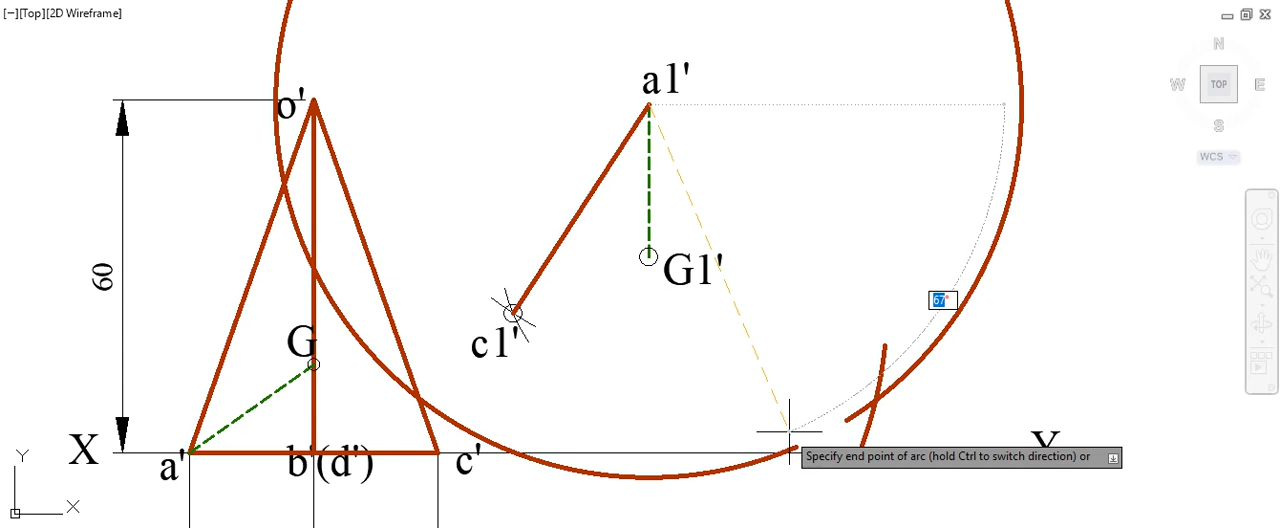 [−][Top][2D Wireframe]
N
W
TOP
E
S
WCS
o'
a1'
60
G
G1'
67°
c1'
X
a'
b'(d')
c'
Y
Specify end point of arc (hold Ctrl to switch direction) or
Y
X